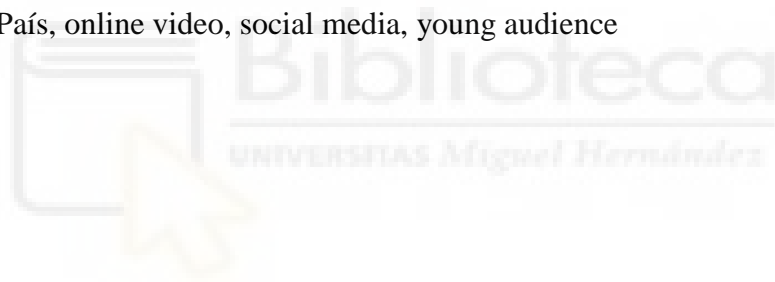 País, online video, social media, young audience
Biblioteca
UNIVERSITAS Miguel Hernández